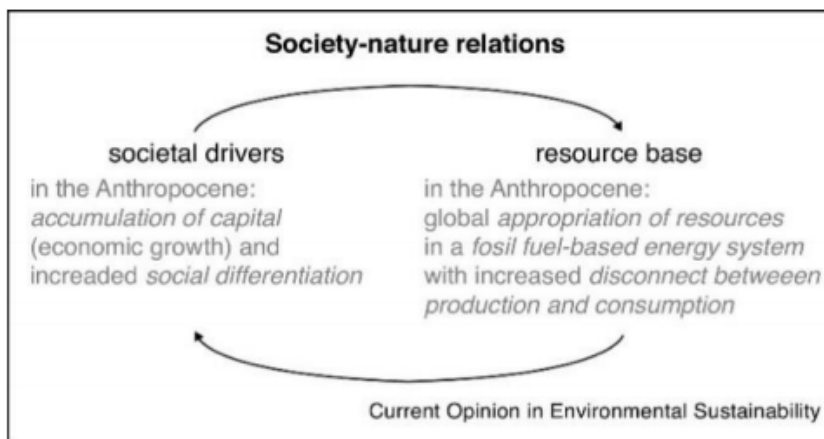 Society-nature relations
societal drivers
in the Anthropocene:
accumulation of capital
(economic growth) and
increaded social differentiation
resource base
in the Anthropocene:
global appropriation of resources
in a fosil fuel-based energy system
with increased disconnect betweeen
production and consumption
Current Opinion in Environmental Sustainability